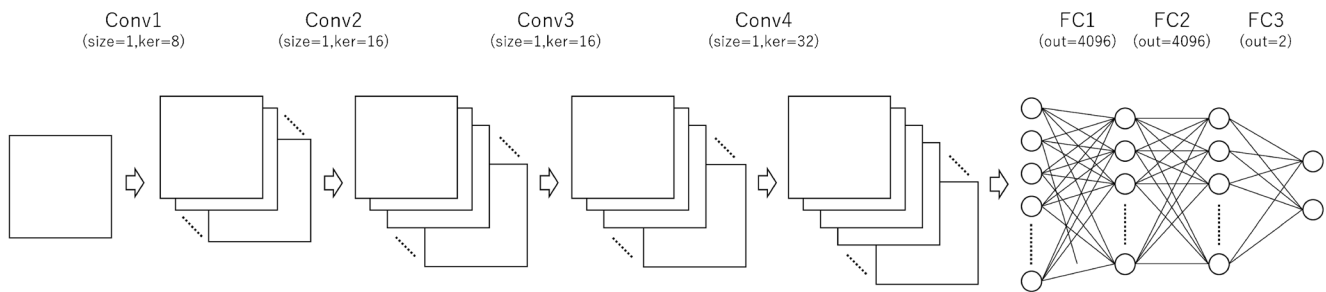 Conv1
(size=1,ker=8)
Conv2
(size=1,ker=16)
Conv3
(size=1,ker=16)
Conv4
(size=1,ker=32)
FC1
(out=4096)
FC2
(out=4096)
FC3
(out=2)